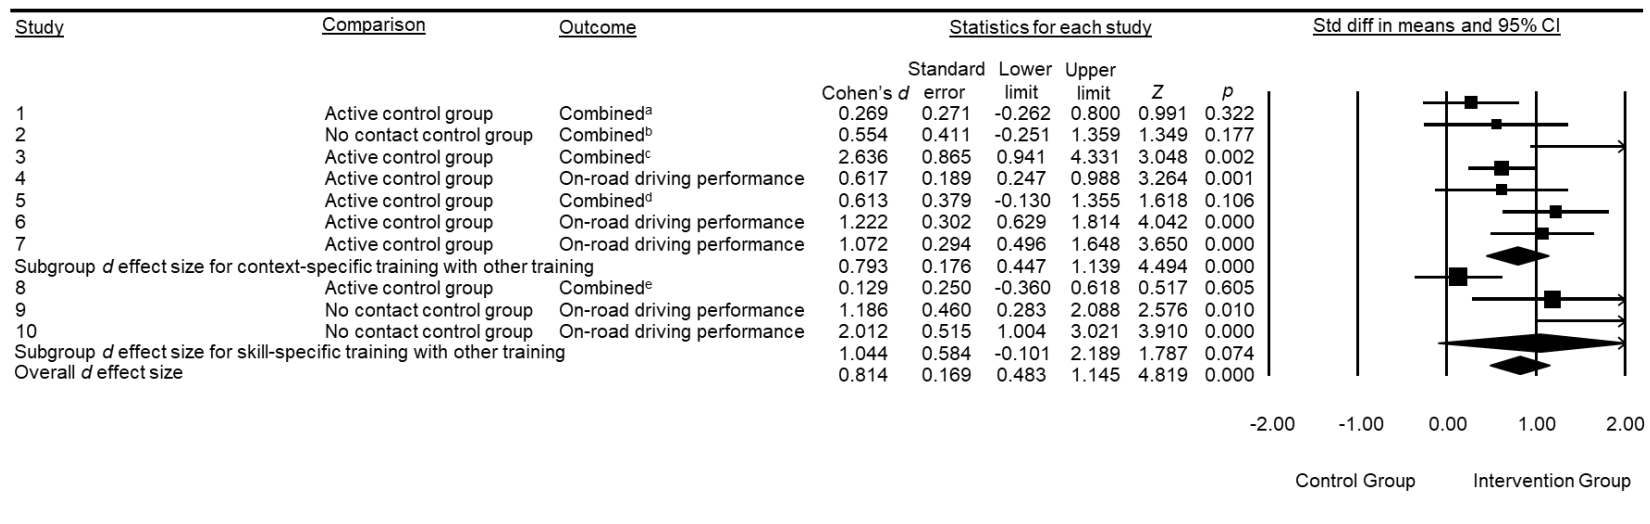 Study Comparison Outcome Statistics for each study Std diff in means and 95% CI
Standard Lower Upper
Cohen's d error limit limit Z p
1 Active control group Combinedᵃ 0.269 0.271 -0.262 0.800 0.991 0.322
2 No contact control group Combinedᵇ 0.554 0.411 -0.251 1.359 1.349 0.177
3 Active control group Combinedᶜ 2.636 0.865 0.941 4.331 3.048 0.002
4 Active control group On-road driving performance 0.617 0.189 0.247 0.988 3.264 0.001
5 Active control group Combinedᵈ 0.613 0.379 -0.130 1.355 1.618 0.106
6 Active control group On-road driving performance 1.222 0.302 0.629 1.814 4.042 0.000
7 Active control group On-road driving performance 1.072 0.294 0.496 1.648 3.650 0.000
Subgroup d effect size for context-specific training with other training 0.793 0.176 0.447 1.139 4.494 0.000
8 Active control group Combinedᵉ 0.129 0.250 -0.360 0.618 0.517 0.605
9 No contact control group On-road driving performance 1.186 0.460 0.283 2.088 2.576 0.010
10 No contact control group On-road driving performance 2.012 0.515 1.004 3.021 3.910 0.000
Subgroup d effect size for skill-specific training with other training 1.044 0.584 -0.101 2.189 1.787 0.074
Overall d effect size 0.814 0.169 0.483 1.145 4.819 0.000
-2.00 -1.00 0.00 1.00 2.00
Control Group Intervention Group